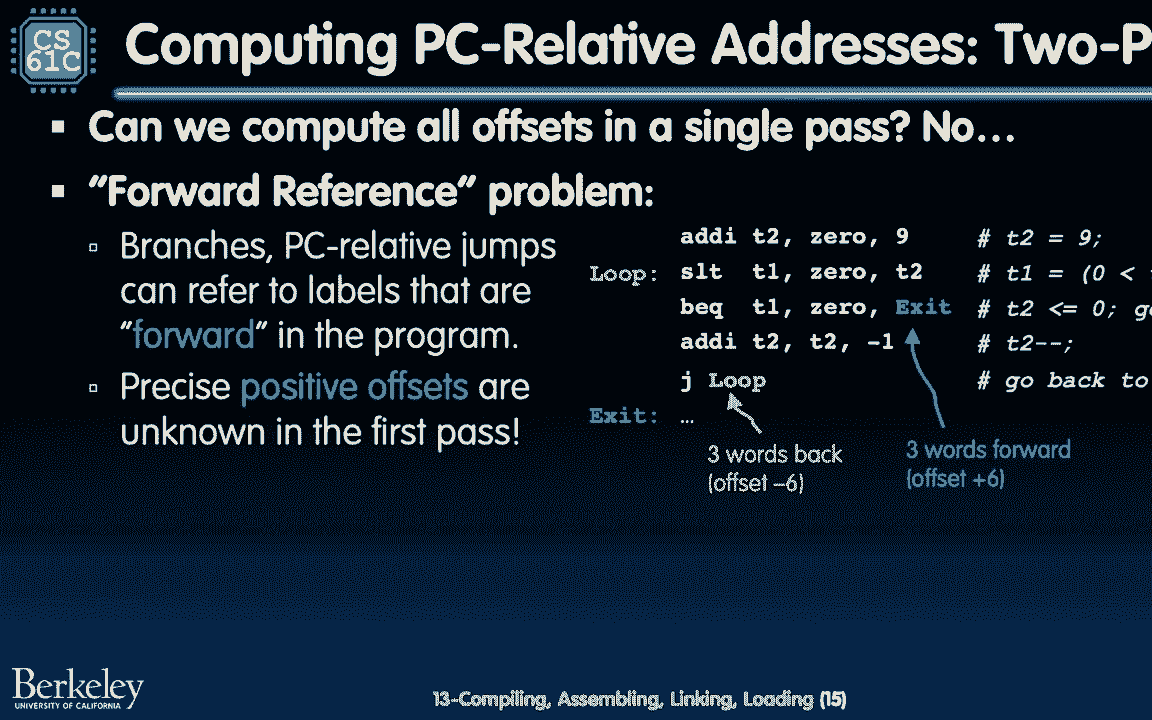 CS
61C
Computing PC-Relative Addresses: Two-P
▪ Can we compute all offsets in a single pass? No…
▪ “Forward Reference” problem:
▫ Branches, PC-relative jumps
can refer to labels that are
“forward” in the program.
▫ Precise positive offsets are
unknown in the first pass!
addi t2, zero, 9 # t2 = 9;
Loop: slt t1, zero, t2 # t1 = (0 <
beq t1, zero, Exit # t2 <= 0; go
addi t2, t2, -1 # t2--;
j Loop # go back to
Exit: …
3 words back
(offset –6)
3 words forward
(offset +6)
Berkeley
UNIVERSITY OF CALIFORNIA
13-Compiling, Assembling, Linking, Loading (15)